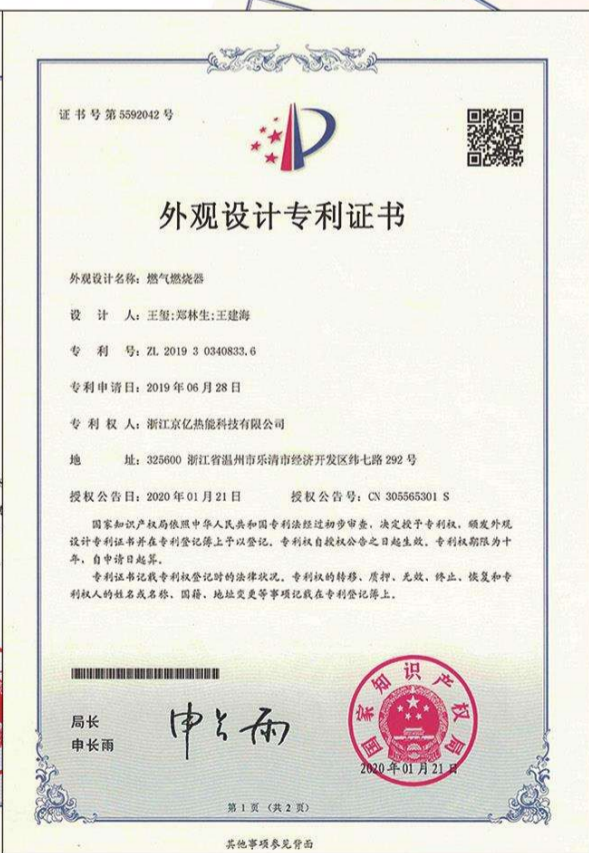 证书号第5592042号
外观设计专利证书
外观设计名称：燃气燃烧器
设 计 人：王玺;郑林生;王建海
专 利 号：ZL 2019 3 0340833.6
专利申请日：2019年06月28日
专 利 权 人：浙江京亿热能科技有限公司
地 址：325600 浙江省温州市乐清市经济开发区纬七路292号
授权公告日：2020年01月21日 授权公告号：CN 305565301 S
国家知识产权局依照中华人民共和国专利法经过初步审查，决定授予专利权，颁发外观
设计专利证书并在专利登记簿上予以登记。专利权自授权公告之日起生效。专利权期限为十
年，自申请日起算。
专利证书记载专利权登记时的法律状况。专利权的转移、质押、无效、终止、恢复和专
利权人的姓名或名称、国籍、地址变更等事项记载在专利登记簿上。
局长
申长雨
申长雨
国家知识产权局
2020年01月21日
第 1 页 （共 2 页）
其他事项参见背面